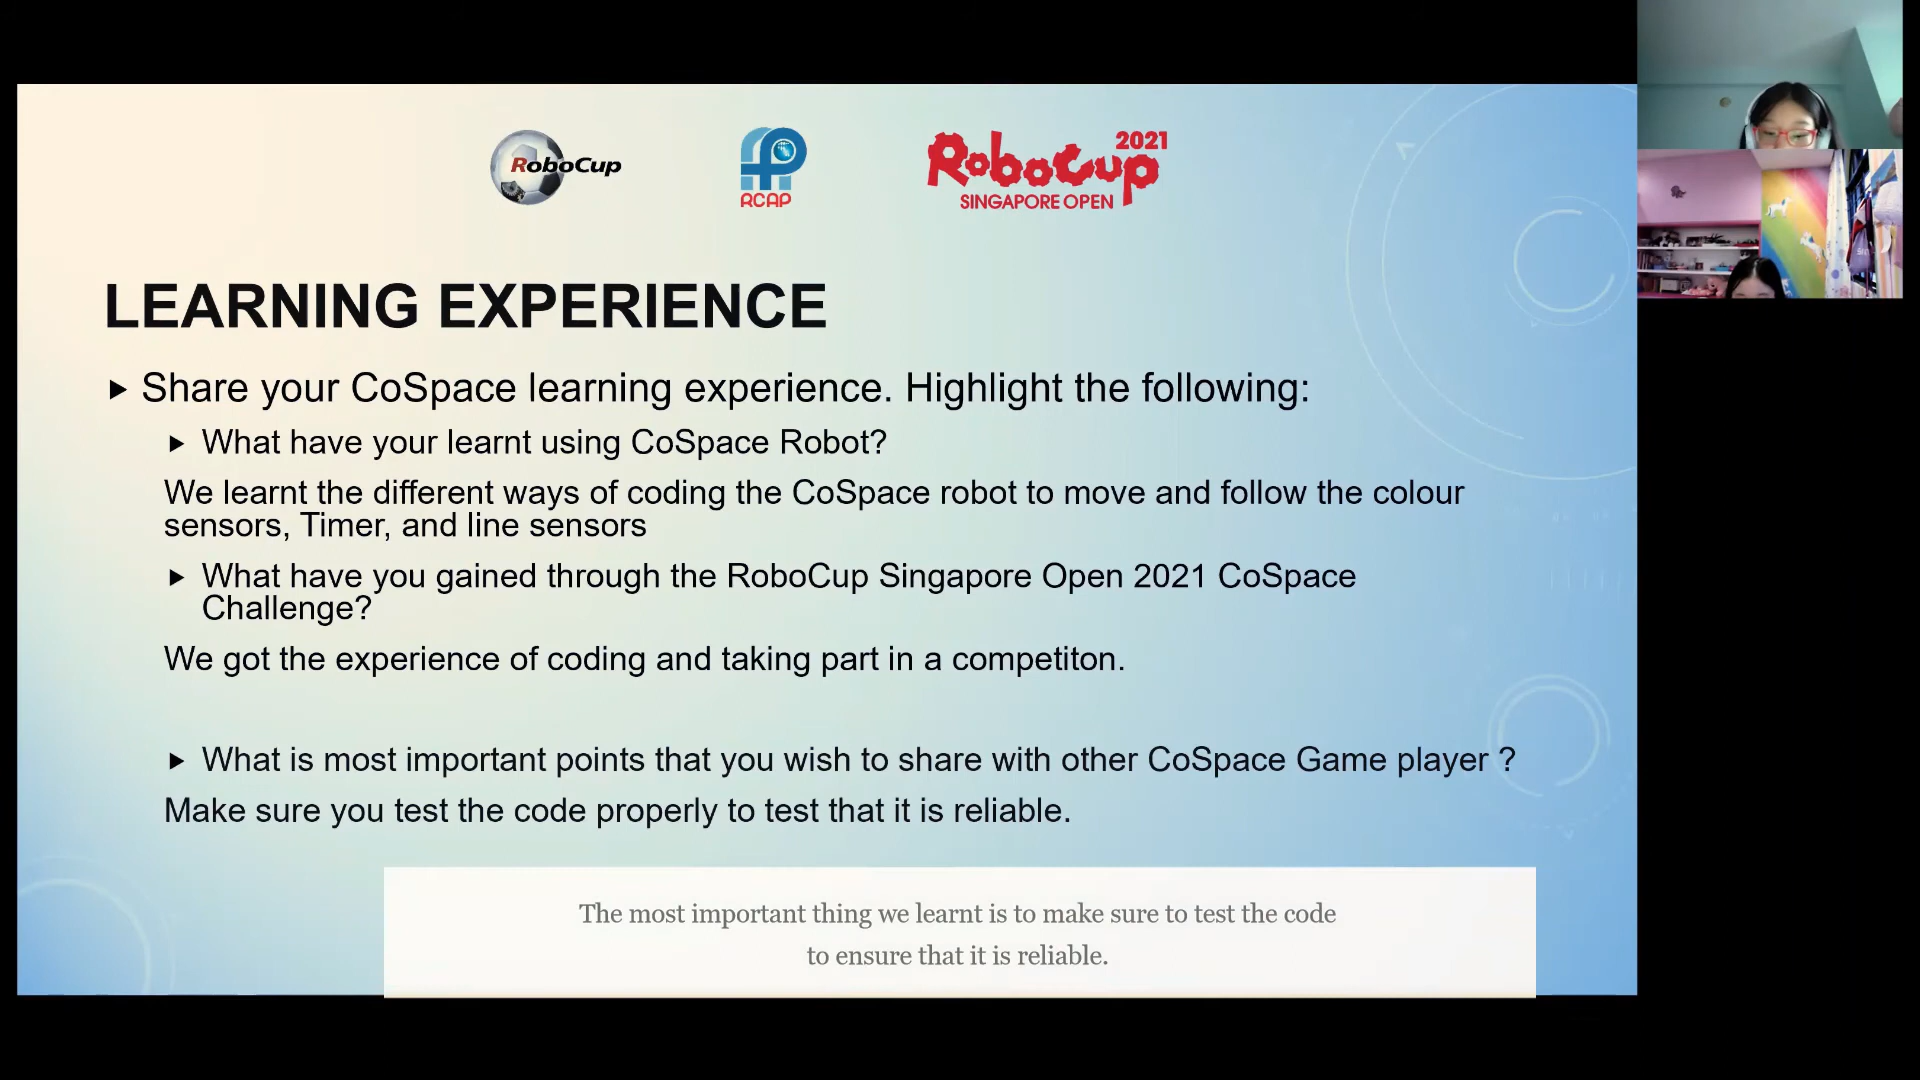 RoboCup
RCAP
2021
RoboCup
SINGAPORE OPEN
LEARNING EXPERIENCE
Share your CoSpace learning experience. Highlight the following:
What have your learnt using CoSpace Robot?
We learnt the different ways of coding the CoSpace robot to move and follow the colour
sensors, Timer, and line sensors
What have you gained through the RoboCup Singapore Open 2021 CoSpace
Challenge?
We got the experience of coding and taking part in a competiton.
What is most important points that you wish to share with other CoSpace Game player ?
Make sure you test the code properly to test that it is reliable.
The most important thing we learnt is to make sure to test the code
to ensure that it is reliable.